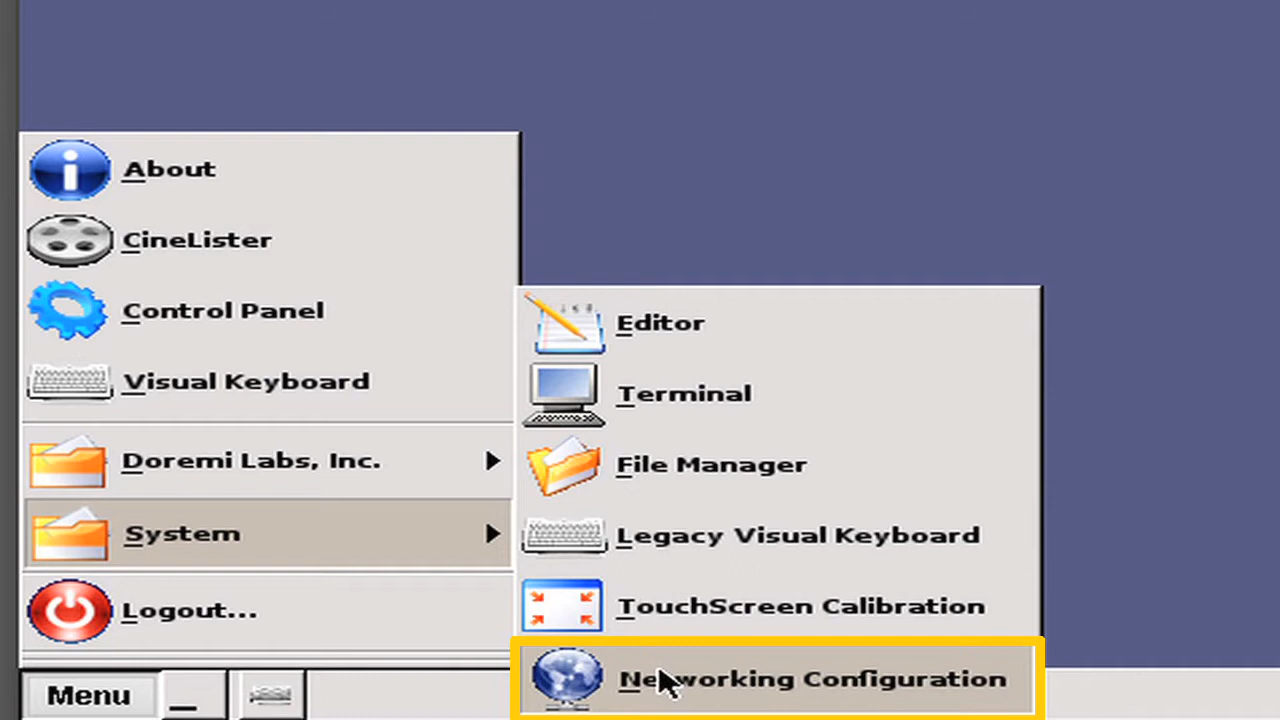 About
CineLister
Control Panel
Visual Keyboard
Doremi Labs, Inc.
System
Logout...
Editor
Terminal
File Manager
Legacy Visual Keyboard
TouchScreen Calibration
Networking Configuration
Menu